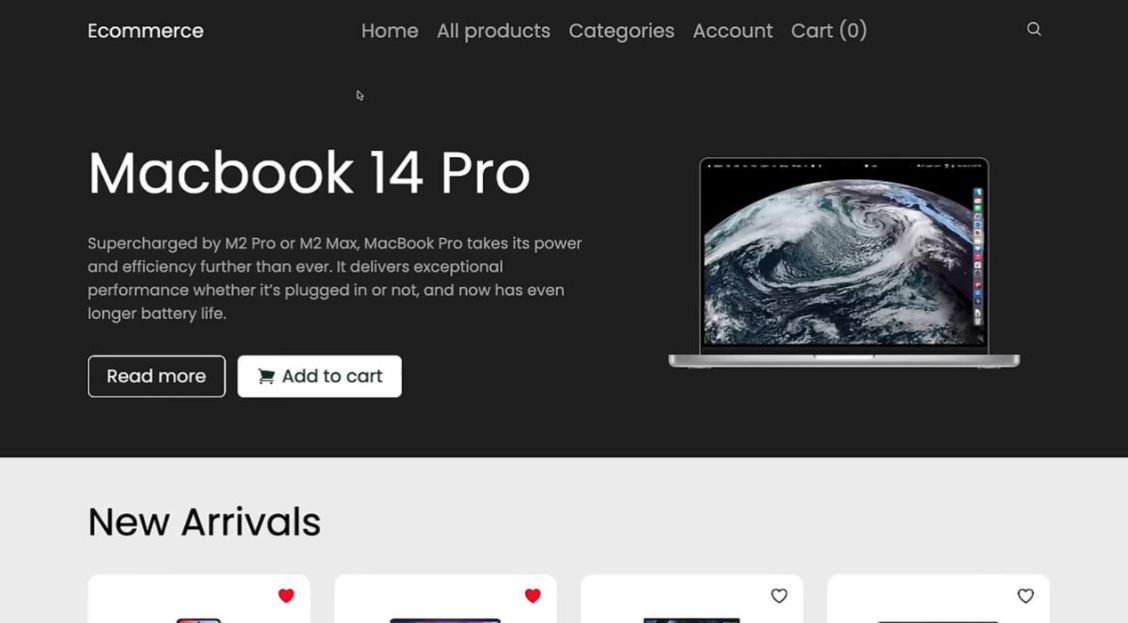 Ecommerce
Home All products Categories Account Cart (0)
Macbook 14 Pro
Supercharged by M2 Pro or M2 Max, MacBook Pro takes its power
and efficiency further than ever. It delivers exceptional
performance whether it’s plugged in or not, and now has even
longer battery life.
Read more
Add to cart
New Arrivals